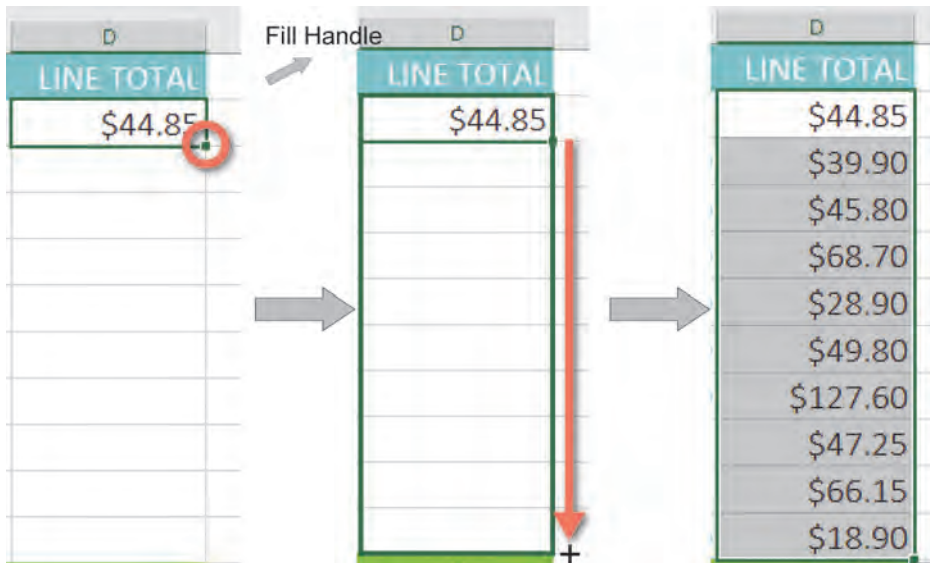 D
LINE TOTAL
$44.85
Fill Handle
D
LINE TOTAL
$44.85
D
LINE TOTAL
$44.85
$39.90
$45.80
$68.70
$28.90
$49.80
$127.60
$47.25
$66.15
$18.90